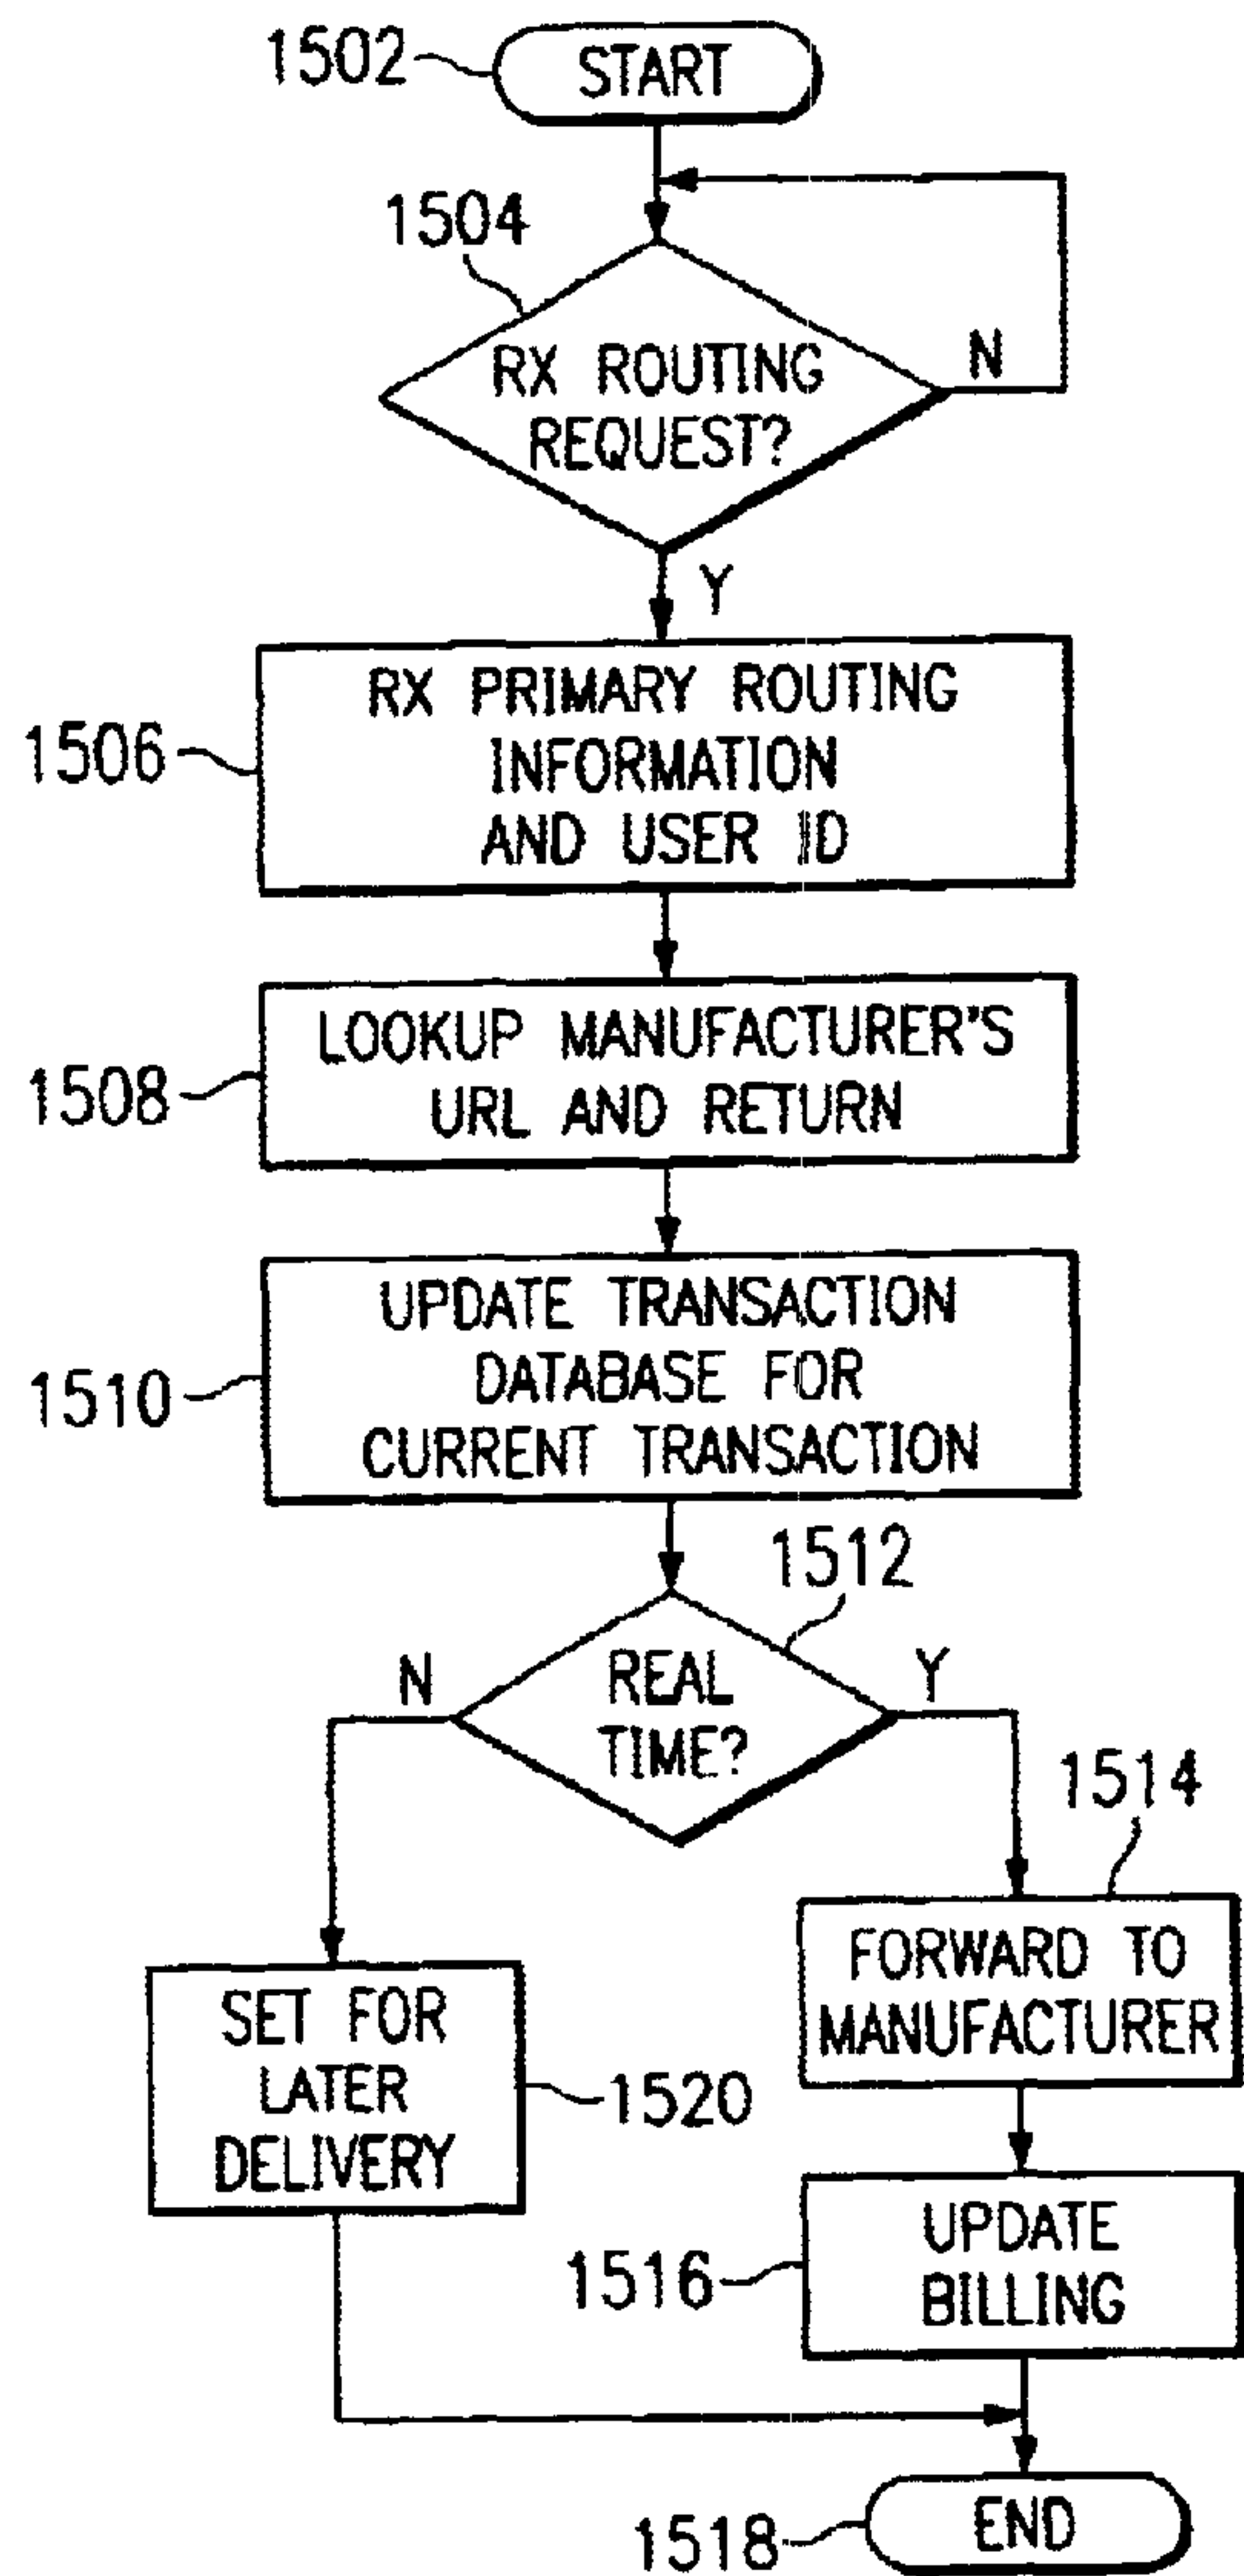 1502
START
1504
RX ROUTING
REQUEST?
N
Y
1506
RX PRIMARY ROUTING
INFORMATION
AND USER ID
1508
LOOKUP MANUFACTURER'S
URL AND RETURN
1510
UPDATE TRANSACTION
DATABASE FOR
CURRENT TRANSACTION
1512
N
REAL
TIME?
Y
1514
FORWARD TO
MANUFACTURER
SET FOR
LATER
DELIVERY
1520
1516
UPDATE
BILLING
1518
END